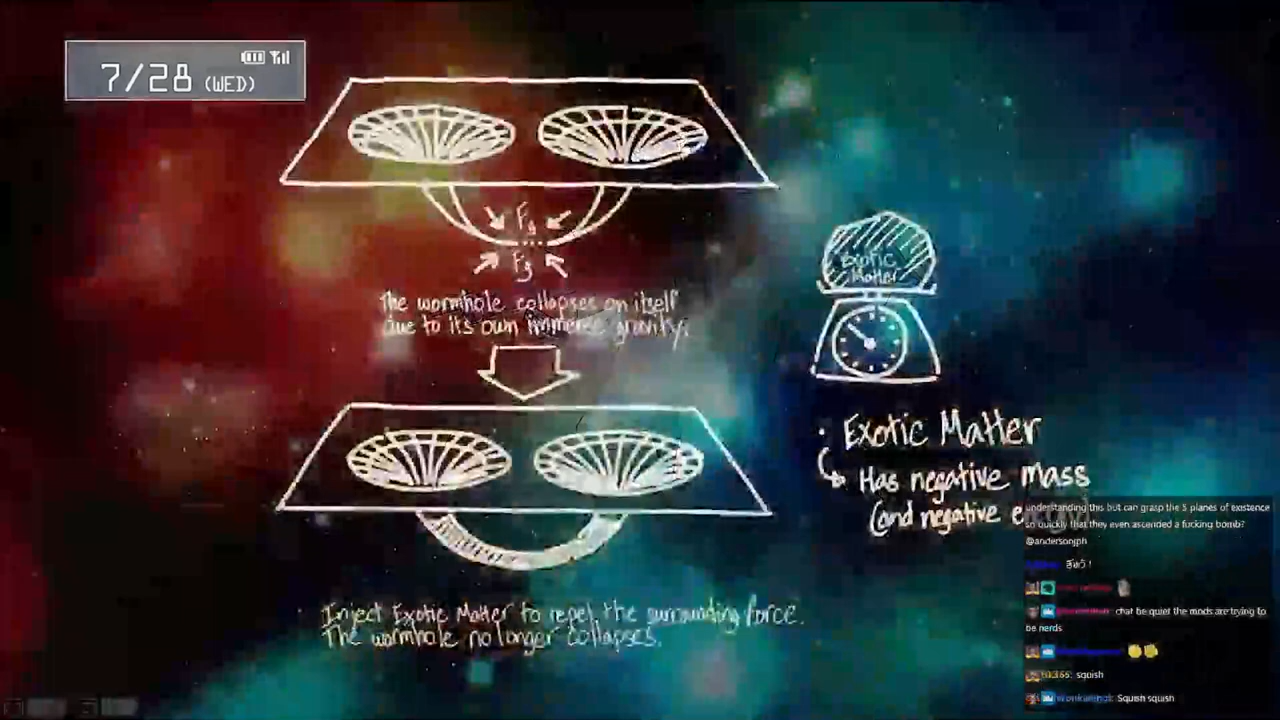 7/28 (WED)
Fg
Fg
The wormhole collapses on itself
due to its own immense gravity.
Exotic
Matter
· Exotic Matter
Has negative mass
(and negative
Inject Exotic Matter to repel the surrounding force.
The wormhole no longer collapses.
understanding this but can grasp the 5 planes of existence
so quickly that they even ascended a fucking bomb?
@andersonjph
chat be quiet the mods are trying to
be nerds
squish
Squish squish